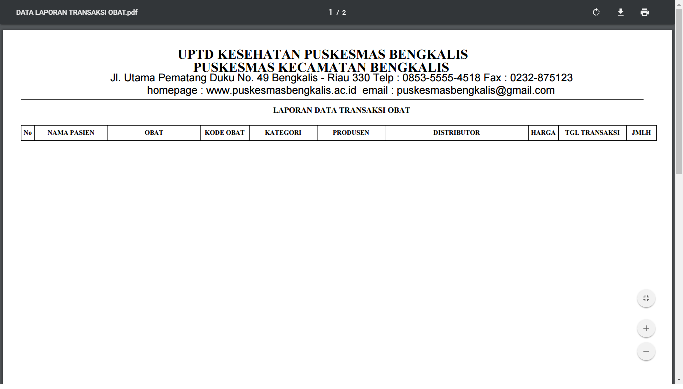 DATA LAPORAN TRANSAKSI OBAT.pdf 1 / 2
UPTD KESEHATAN PUSKESMAS BENGKALIS
PUSKESMAS KECAMATAN BENGKALIS
Jl. Utama Pematang Duku No. 49 Bengkalis - Riau 330 Telp : 0853-5555-4518 Fax : 0232-875123
homepage : www.puskesmasbengkalis.ac.id email : puskesmasbengkalis@gmail.com
LAPORAN DATA TRANSAKSI OBAT
No NAMA PASIEN OBAT KODE OBAT KATEGORI PRODUSEN DISTRIBUTOR HARGA TGL TRANSAKSI JMLH